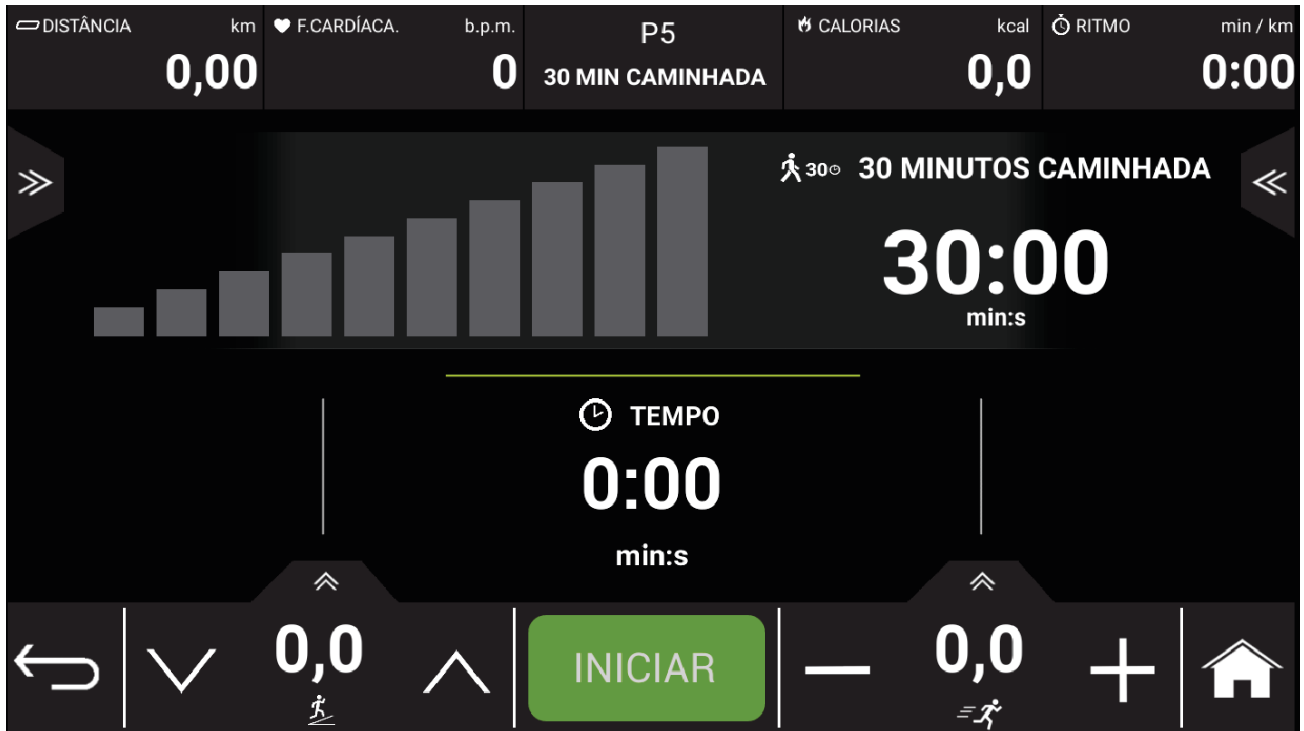 DISTÂNCIA km
0,00
F.CARDÍACA. b.p.m.
0
P5
30 MIN CAMINHADA
CALORIAS kcal
0,0
RITMO min / km
0:00
30 30 MINUTOS CAMINHADA
30:00
min:s
TEMPO
0:00
min:s
0,0
INICIAR
0,0